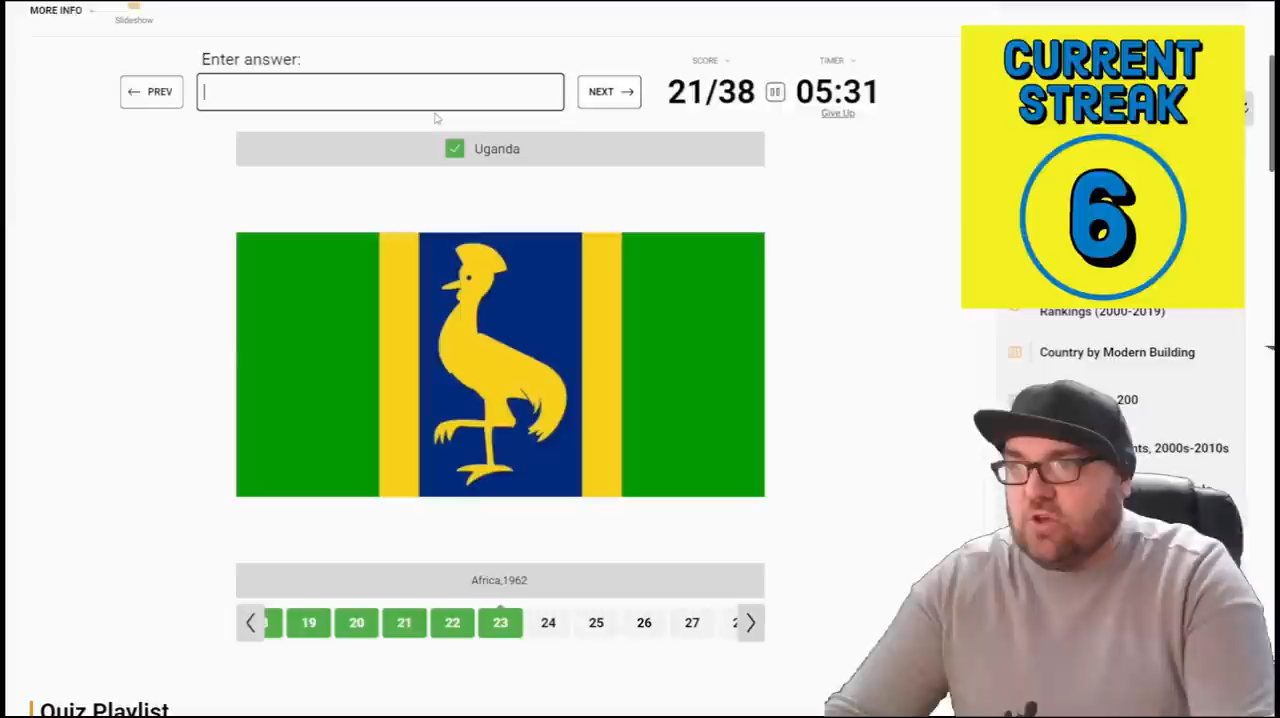 MORE INFO
Slideshow
Enter answer:
← PREV
NEXT →
SCORE
21/38
TIMER
05:31
Give Up
Uganda
CURRENT
STREAK
6
Rankings (2000-2019)
Country by Modern Building
200
nts, 2000s-2010s
Africa,1962
19 20 21 22 23 24 25 26 27
Quiz Playlist